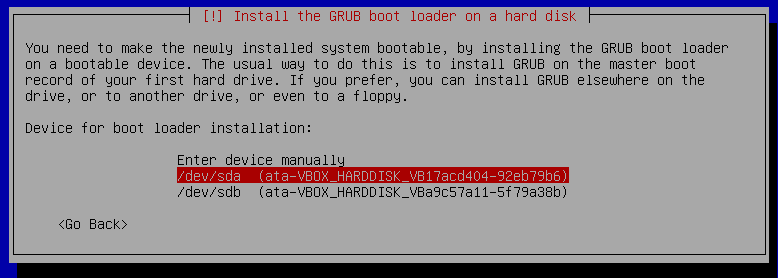 [!] Install the GRUB boot loader on a hard disk
You need to make the newly installed system bootable, by installing the GRUB boot loader
on a bootable device. The usual way to do this is to install GRUB on the master boot
record of your first hard drive. If you prefer, you can install GRUB elsewhere on the
drive, or to another drive, or even to a floppy.
Device for boot loader installation:
Enter device manually
/dev/sda (ata-VBOX_HARDDISK_VB17acd404-92eb79b6)
/dev/sdb (ata-VBOX_HARDDISK_VBa9c57a11-5f79a38b)
<Go Back>